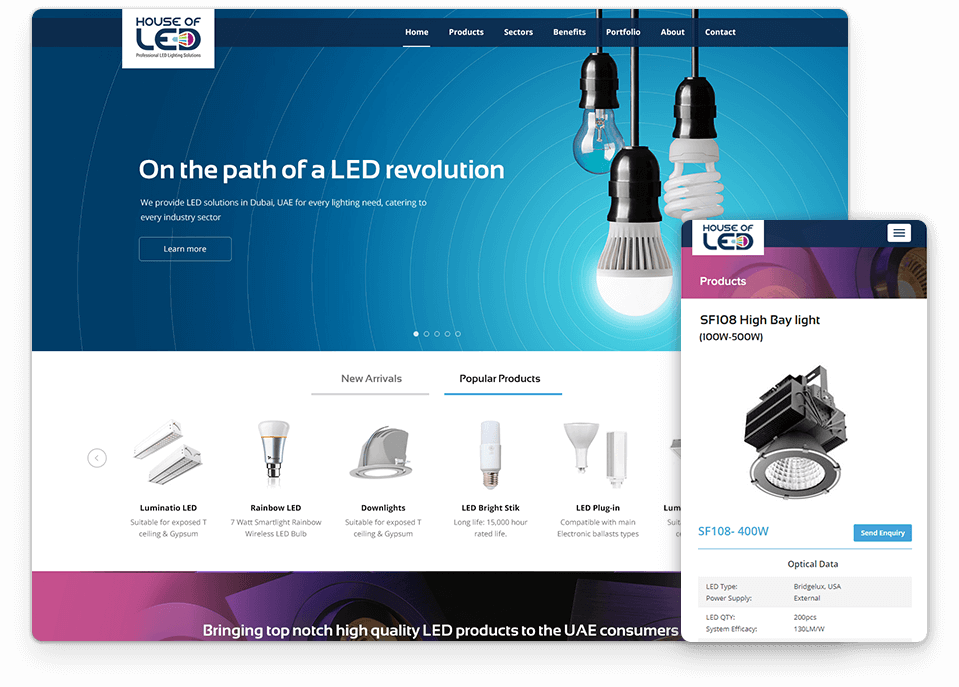 HOUSE OF
LED
Professional LED Lighting Solutions
Home Products Sectors Benefits Portfolio About Contact
On the path of a LED revolution
We provide LED solutions in Dubai, UAE for every lighting need, catering to
every industry sector
Learn more
New Arrivals Popular Products
Luminatio LED
Suitable for exposed T
ceiling & Gypsum
Rainbow LED
7 Watt Smartlight Rainbow
Wireless LED Bulb
Downlights
Suitable for exposed T
ceiling & Gypsum
LED Bright Stik
Long life: 15,000 hour
rated life.
LED Plug-in
Compatible with main
Electronic ballasts types
Lum
Suit
ceil
Bringing top notch high quality LED products to the UAE consumers
HOUSE OF
LED
Products
SF108 High Bay light
(100W-500W)
SF108- 400W
Send Enquiry
Optical Data
LED Type: Bridgelux, USA
Power Supply: External
LED QTY: 200pcs
System Efficacy: 130LM/W